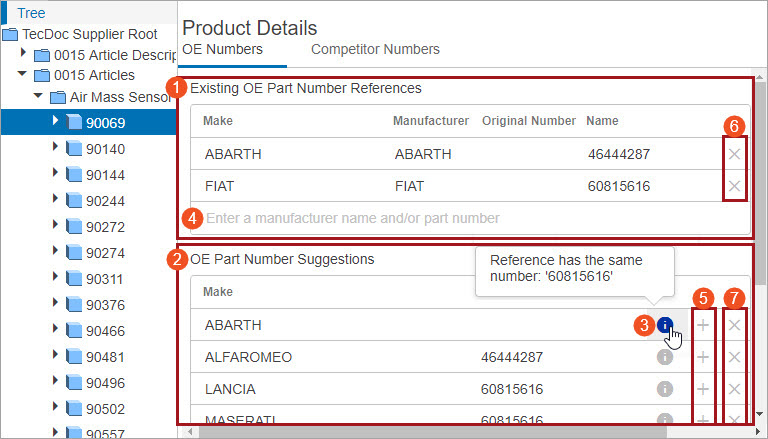 Tree
TecDoc Supplier Root
0015 Article Descrip
0015 Articles
Air Mass Sensor
90069
90140
90144
90244
90272
90274
90311
90376
90466
90481
90496
90502
90557
Product Details
OE Numbers Competitor Numbers
1 Existing OE Part Number References
Make Manufacturer Original Number Name 6
ABARTH ABARTH 46444287
FIAT FIAT 60815616
4 Enter a manufacturer name and/or part number
2 OE Part Number Suggestions
Reference has the same
number: '60815616'
Make 5 7
ABARTH 3 i
ALFAROMEO 46444287 i
LANCIA 60815616 i
MASERATI 60815616